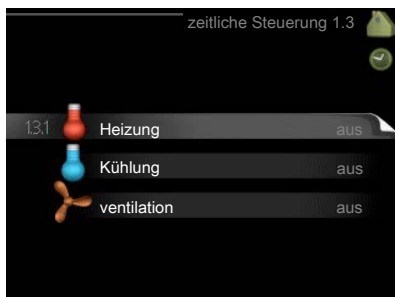 zeitliche Steuerung 1.3
1.3.1 Heizung aus
Kühlung aus
ventilation aus